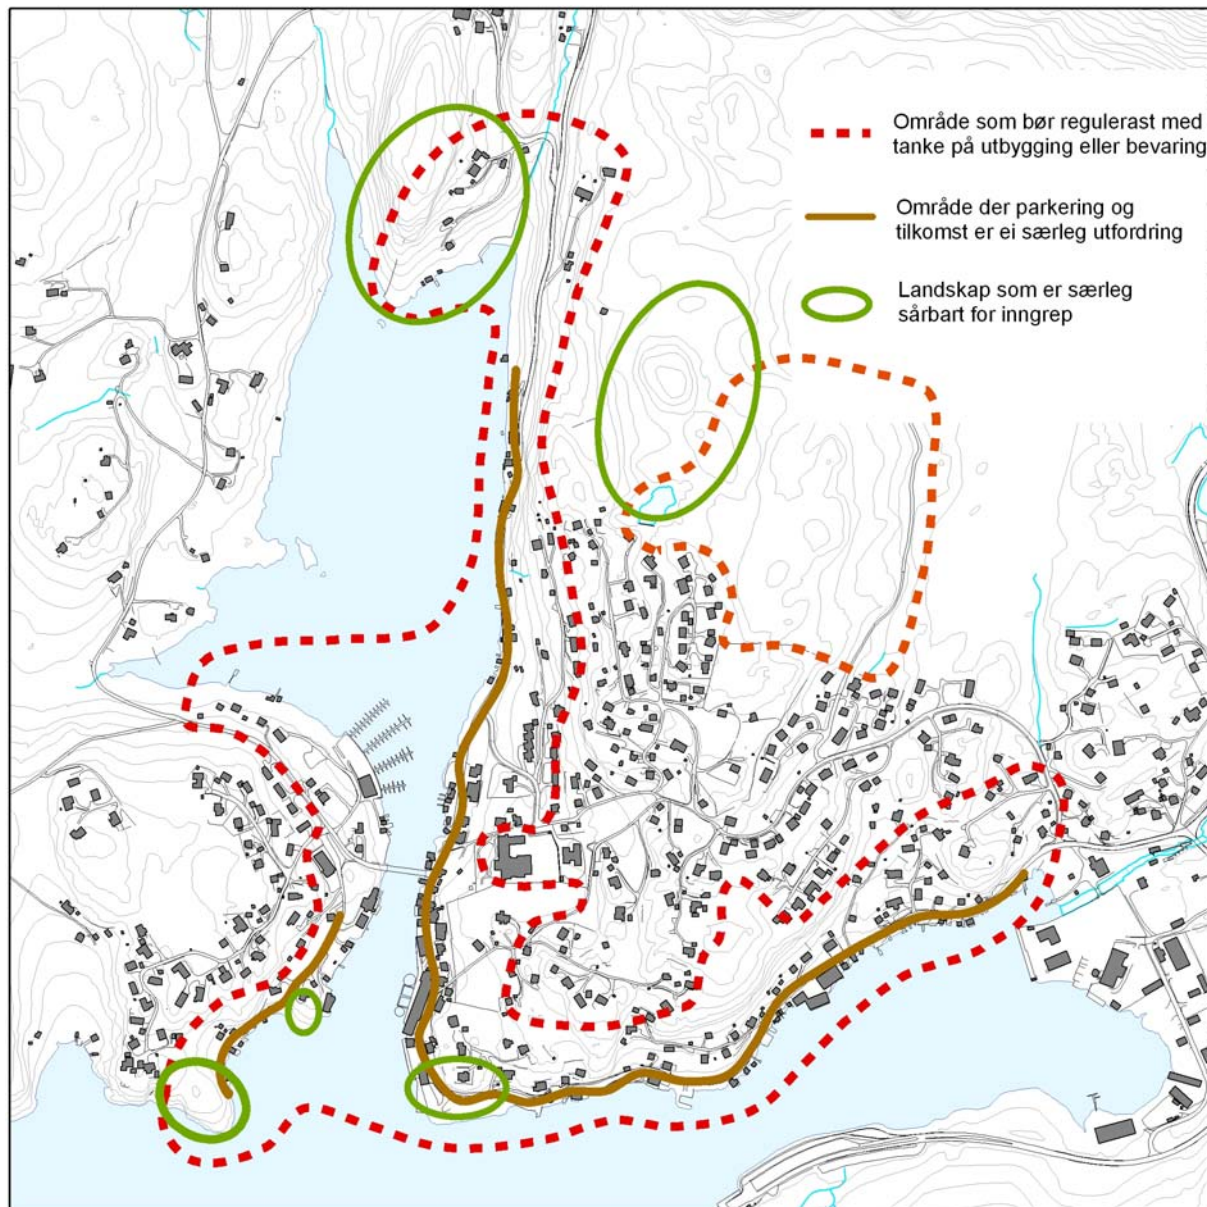 Område som bør regulerast med
tanke på utbygging eller bevaring
Område der parkering og
tilkomst er ei særleg utfordring
Landskap som er særleg
sårbart for inngrep